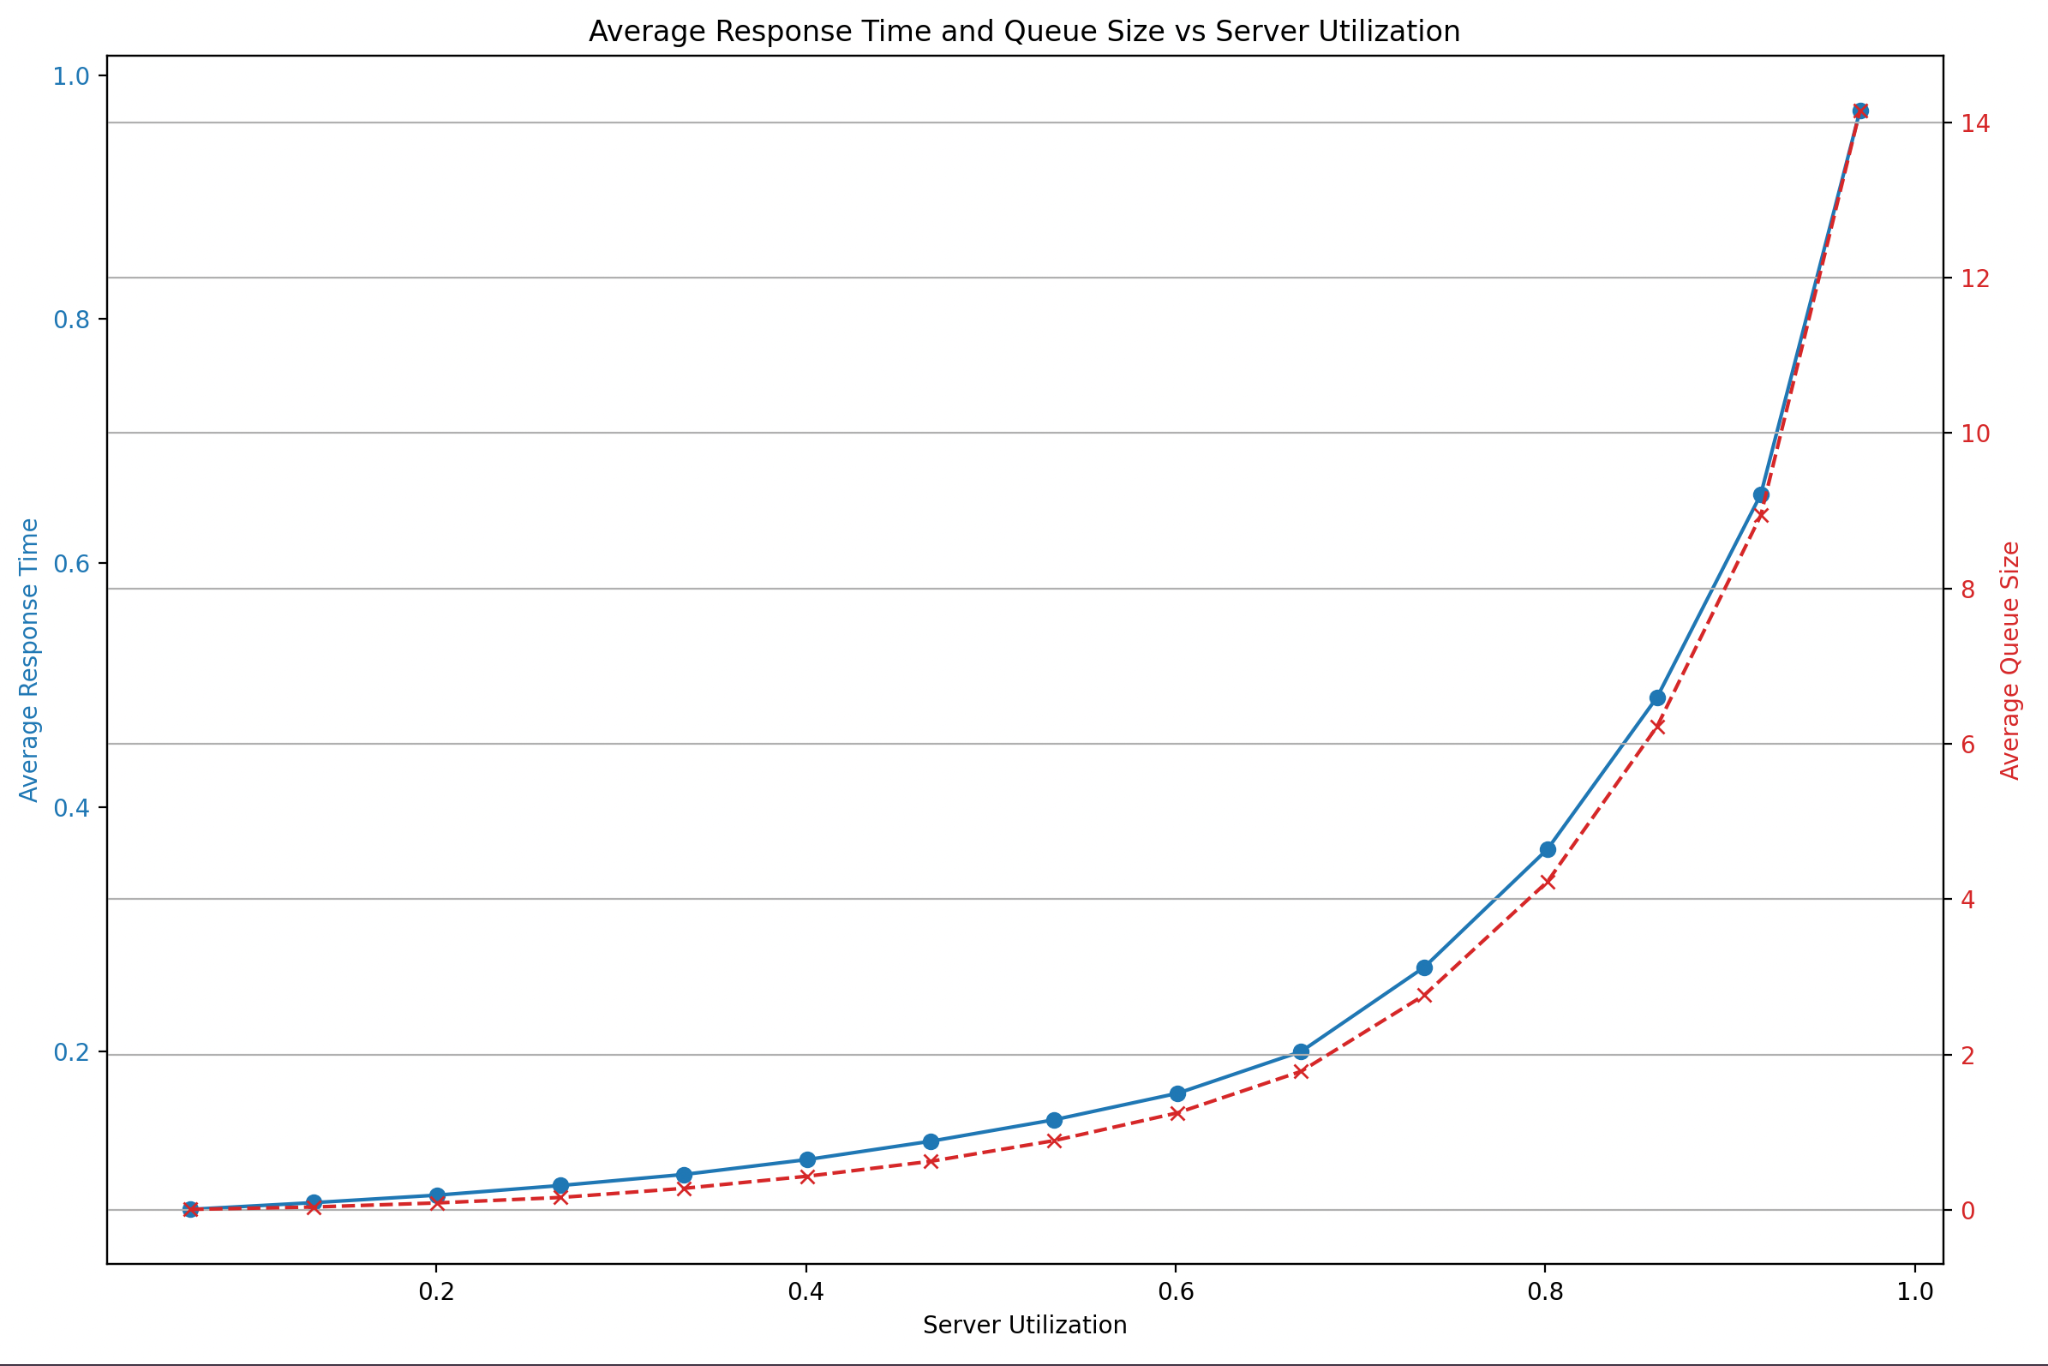 Average Response Time and Queue Size vs Server Utilization
1.0
0.8
0.6
0.4
0.2
Average Response Time
14
12
10
8
6
4
2
0
Average Queue Size
0.2 0.4 0.6 0.8 1.0
Server Utilization